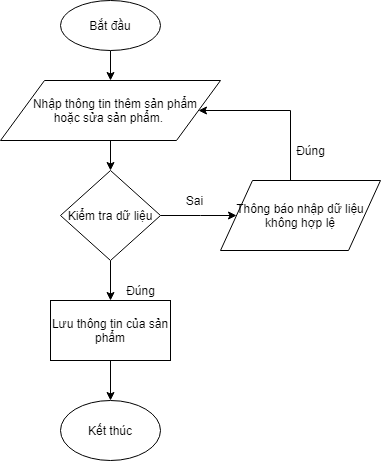 Bắt đầu
Nhập thông tin thêm sản phẩm
hoặc sửa sản phẩm.
Đúng
Kiểm tra dữ liệu
Sai
Thông báo nhập dữ liệu
không hợp lệ
Đúng
Lưu thông tin của sản
phẩm
Kết thúc